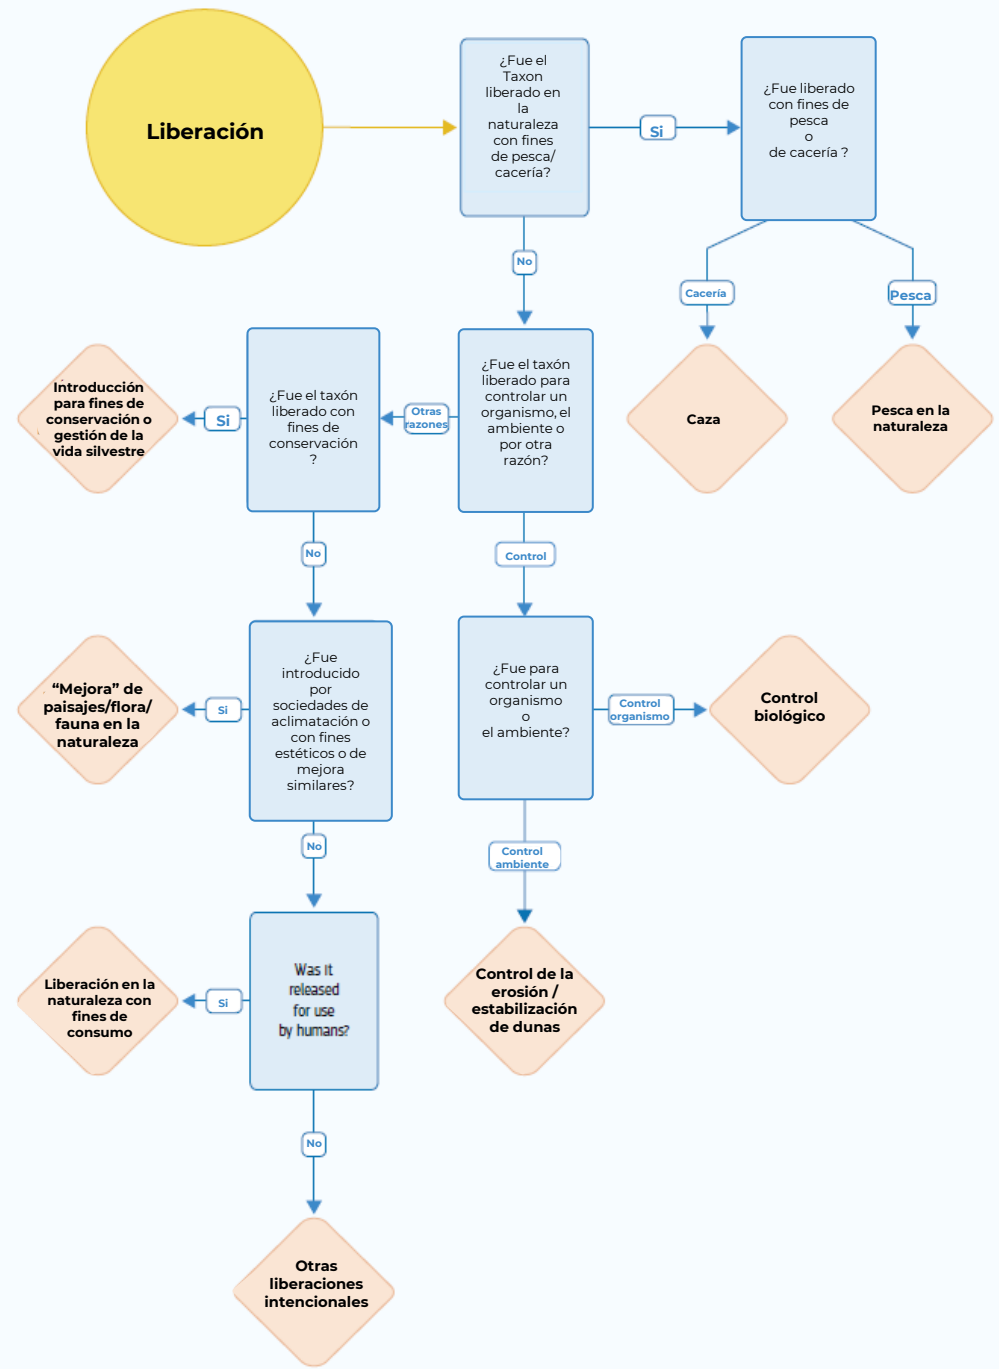 Liberación
¿Fue el
Taxon
liberado en
la
naturaleza
con fines
de pesca/
cacería?
Si
¿Fue liberado
con fines de
pesca
o
de cacería ?
No
Cacería
Pesca
Caza
Pesca en la
naturaleza
¿Fue el taxón
liberado para
controlar un
organismo, el
ambiente o
por otra
razón?
Otras
razones
¿Fue el taxón
liberado con
fines de
conservación
?
Si
Introducción
para fines de
conservación o
gestión de la
vida silvestre
No
Control
¿Fue
introducido
por
sociedades de
aclimatación o
con fines
estéticos o de
mejora
similares?
Si
“Mejora” de
paisajes/flora/
fauna en la
naturaleza
¿Fue para
controlar un
organismo
o
el ambiente?
Control
organismo
Control
biológico
No
Control
ambiente
Was it
released
for use
by humans?
Si
Liberación en la
naturaleza con
fines de
consumo
Control de la
erosión /
estabilización
de dunas
No
Otras
liberaciones
intencionales